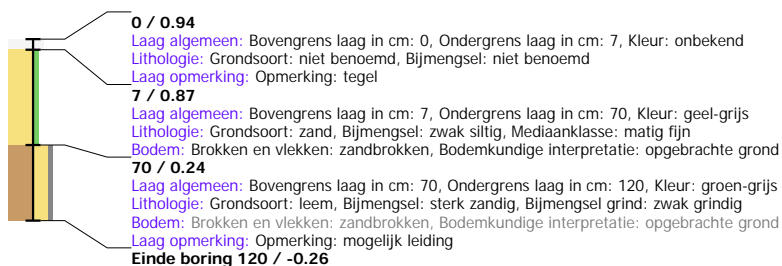 0 / 0.94
Laag algemeen: Bovengrens laag in cm: 0, Ondergrens laag in cm: 7, Kleur: onbekend
Lithologie: Grondsoort: niet benoemd, Bijmengsel: niet benoemd
Laag opmerking: Opmerking: tegel
7 / 0.87
Laag algemeen: Bovengrens laag in cm: 7, Ondergrens laag in cm: 70, Kleur: geel-grijs
Lithologie: Grondsoort: zand, Bijmengsel: zwak siltig, Mediaanklasse: matig fijn
Bodem: Brokken en vlekken: zandbrokken, Bodemkundige interpretatie: opgebrachte grond
70 / 0.24
Laag algemeen: Bovengrens laag in cm: 70, Ondergrens laag in cm: 120, Kleur: groen-grijs
Lithologie: Grondsoort: leem, Bijmengsel: sterk zandig, Bijmengsel grind: zwak grindig
Bodem: Brokken en vlekken: zandbrokken, Bodemkundige interpretatie: opgebrachte grond
Laag opmerking: Opmerking: mogelijk leiding
Einde boring 120 / -0.26